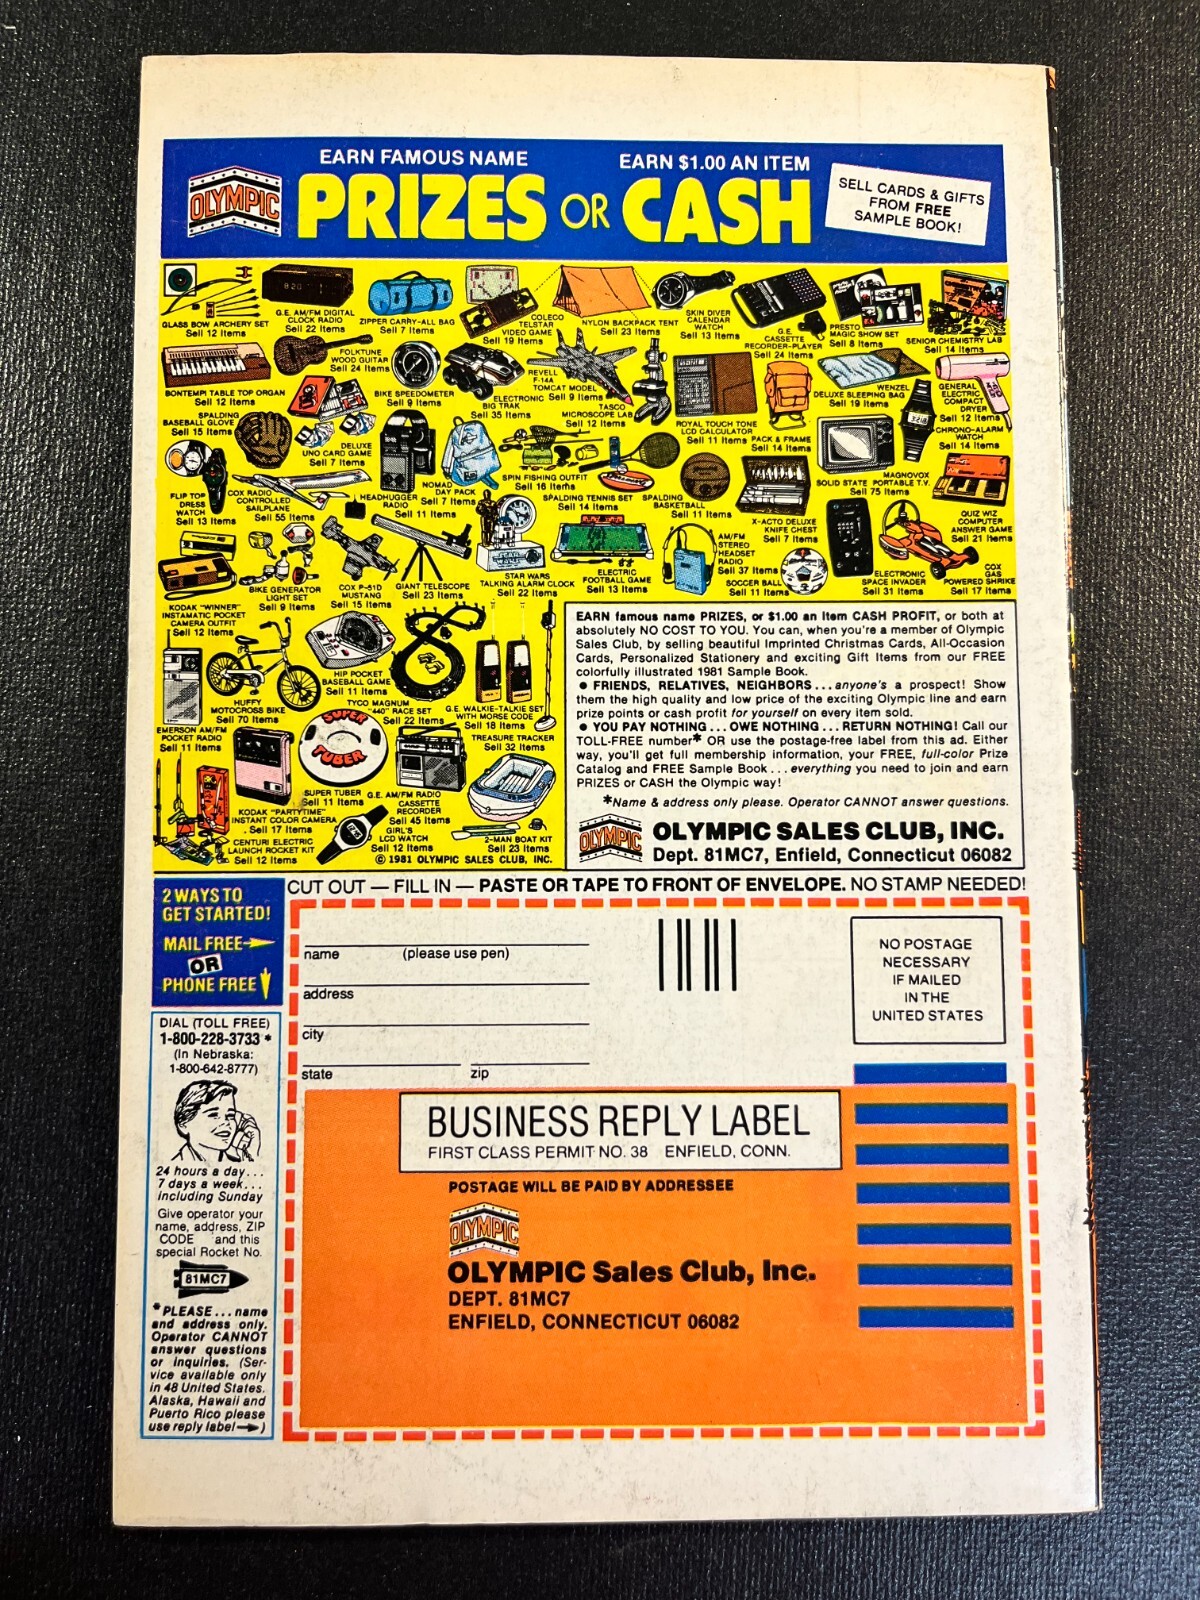 EARN FAMOUS NAME
PRIZES OR CASH
EARN $1.00 AN ITEM
OLYMPIC
SELL CARDS & GIFTS
FROM FREE
SAMPLE BOOK!
GLASS BOW ARCHERY SET
Sell 12 Items
G.E. AM/FM DIGITAL
CLOCK RADIO
Sell 22 Items
ZIPPER CARRY-ALL BAG
Sell 7 Items
COLECO
TELSTAR
VIDEO GAME
Sell 19 Items
NYLON BACKPACK TENT
Sell 23 Items
SKIN DIVER
CALENDAR
WATCH
Sell 13 Items
G.E.
CASSETTE
RECORDER-PLAYER
Sell 24 Items
PRESTO
MAGIC SHOW SET
Sell 8 Items
SENIOR CHEMISTRY LAB
Sell 14 Items
BONTEMPI TABLE TOP ORGAN
Sell 12 Items
FOLKTUNE
WOOD GUITAR
Sell 24 Items
BIKE SPEEDOMETER
Sell 9 Items
ELECTRONIC
BIG TRAK
Sell 35 Items
REVELL
F-14A
TOMCAT MODEL
Sell 9 Items
TASCO
MICROSCOPE LAB
Sell 12 Items
ROYAL TOUCH TONE
LCD CALCULATOR
Sell 11 Items
PACK & FRAME
Sell 14 Items
WENZEL
DELUXE SLEEPING BAG
Sell 19 Items
GENERAL
ELECTRIC
COMPACT
DRYER
Sell 12 Items
SPALDING
BASEBALL GLOVE
Sell 15 Items
DELUXE
UNO CARD GAME
Sell 7 Items
CHRONO-ALARM
WATCH
Sell 14 Items
FLIP TOP
DRESS
WATCH
Sell 13 Items
COX RADIO
CONTROLLED
SAILPLANE
Sell 55 Items
HEADHUGGER
RADIO
Sell 11 Items
NOMAD
DAY PACK
Sell 7 Items
SPIN FISHING OUTFIT
Sell 16 Items
SPALDING TENNIS SET
Sell 14 Items
SPALDING
BASKETBALL
Sell 11 Items
X-ACTO DELUXE
KNIFE CHEST
Sell 7 Items
MAGNOVOX
SOLID STATE PORTABLE T.V.
Sell 75 Items
QUIZ WIZ
COMPUTER
ANSWER GAME
Sell 21 Items
KODAK "WINNER"
INSTAMATIC POCKET
CAMERA OUTFIT
Sell 12 Items
BIKE GENERATOR
LIGHT SET
Sell 9 Items
COX P-51D
MUSTANG
Sell 15 Items
GIANT TELESCOPE
Sell 23 Items
STAR WARS
STAR WARS
TALKING ALARM CLOCK
Sell 22 Items
ELECTRIC
FOOTBALL GAME
Sell 13 Items
AM/FM
STEREO
HEADSET
RADIO
Sell 37 Items
SOCCER BALL
Sell 11 Items
ELECTRONIC
SPACE INVADER
Sell 31 Items
COX
GAS
POWERED SHRIKE
Sell 17 Items
EMERSON AM/FM
POCKET RADIO
Sell 11 Items
HUFFY
MOTOCROSS BIKE
Sell 70 Items
HIP POCKET
BASEBALL GAME
Sell 11 Items
TYCO MAGNUM
"440" RACE SET
Sell 22 Items
G.E. WALKIE-TALKIE SET
WITH MORSE CODE
Sell 18 Items
TREASURE TRACKER
Sell 32 Items
SUPER
TUBER
CENTURI ELECTRIC
LAUNCH ROCKET KIT
Sell 12 Items
KODAK "PARTYTIME"
INSTANT COLOR CAMERA
Sell 17 Items
SUPER TUBER
Sell 11 Items
GIRL'S
LCD WATCH
Sell 12 Items
G.E. AM/FM RADIO
CASSETTE
RECORDER
Sell 45 Items
2-MAN BOAT KIT
Sell 23 Items
© 1981 OLYMPIC SALES CLUB, INC.
EARN famous name PRIZES, or $1.00 an item CASH PROFIT, or both at
absolutely NO COST TO YOU. You can, when you're a member of Olympic
Sales Club, by selling beautiful Imprinted Christmas Cards, All-Occasion
Cards, Personalized Stationery and exciting Gift Items from our FREE
colorfully illustrated 1981 Sample Book.
• FRIENDS, RELATIVES, NEIGHBORS...anyone's a prospect! Show
them the high quality and low price of the exciting Olympic line and earn
prize points or cash profit for yourself on every item sold.
• YOU PAY NOTHING...OWE NOTHING...RETURN NOTHING! Call our
TOLL-FREE number* OR use the postage-free label from this ad. Either
way, you'll get full membership information, your FREE, full-color Prize
Catalog and FREE Sample Book...everything you need to join and earn
PRIZES or CASH the Olympic way!
*Name & address only please. Operator CANNOT answer questions.
OLYMPIC
OLYMPIC SALES CLUB, INC.
Dept. 81MC7, Enfield, Connecticut 06082
2 WAYS TO
GET STARTED!
MAIL FREE
OR
PHONE FREE
CUT OUT — FILL IN — PASTE OR TAPE TO FRONT OF ENVELOPE. NO STAMP NEEDED!
name (please use pen)
address
city
state zip
NO POSTAGE
NECESSARY
IF MAILED
IN THE
UNITED STATES
DIAL (TOLL FREE)
1-800-228-3733 *
(In Nebraska:
1-800-642-8777)
24 hours a day...
7 days a week...
including Sunday
Give operator your
name, address, ZIP
CODE and this
special Rocket No.
81MC7
*PLEASE...name
and address only.
Operator CANNOT
answer questions
or inquiries. (Ser-
vice available only
in 48 United States.
Alaska, Hawaii and
Puerto Rico please
use reply label )
BUSINESS REPLY LABEL
FIRST CLASS PERMIT NO. 38 ENFIELD, CONN.
POSTAGE WILL BE PAID BY ADDRESSEE
OLYMPIC
OLYMPIC Sales Club, Inc.
DEPT. 81MC7
ENFIELD, CONNECTICUT 06082